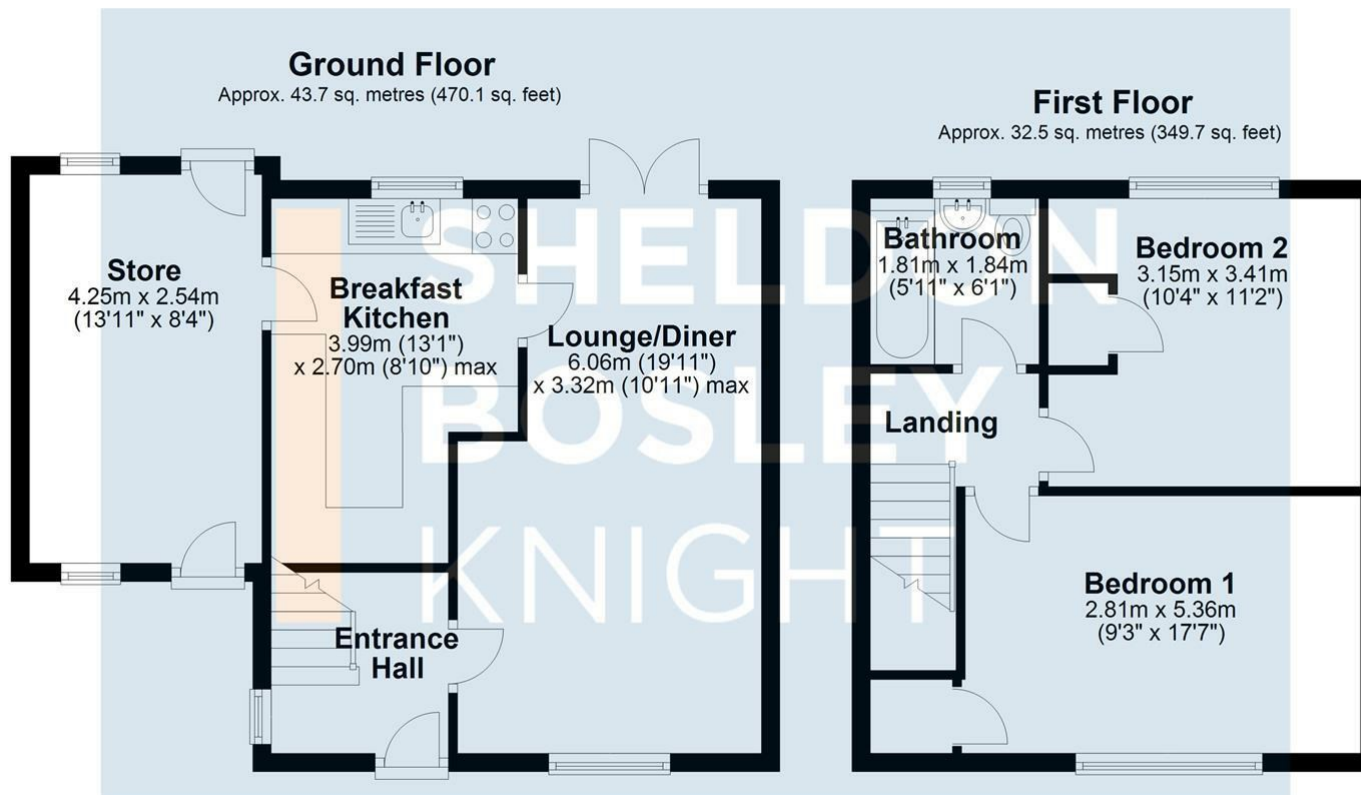 Ground Floor
Approx. 43.7 sq. metres (470.1 sq. feet)
Store
4.25m x 2.54m
(13'11" x 8'4")
Breakfast
Kitchen
3.99m (13'1")
x 2.70m (8'10") max
Lounge/Diner
6.06m (19'11")
x 3.32m (10'11") max
Entrance
Hall
First Floor
Approx. 32.5 sq. metres (349.7 sq. feet)
Bathroom
1.81m x 1.84m
(5'11" x 6'1")
Bedroom 2
3.15m x 3.41m
(10'4" x 11'2")
Landing
Bedroom 1
2.81m x 5.36m
(9'3" x 17'7")
SHELDON
BOSLEY
KNIGHT